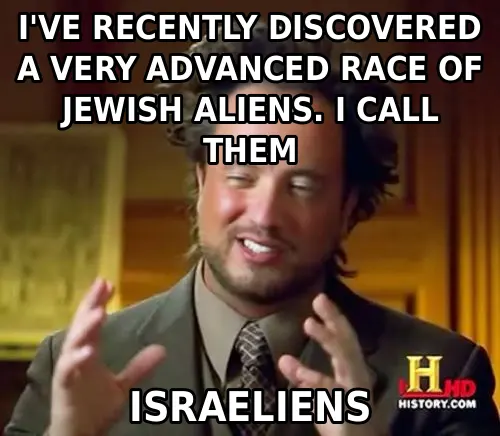 I'VE RECENTLY DISCOVERED
A VERY ADVANCED RACE OF
JEWISH ALIENS. I CALL
THEM
ISRAELIENS
H HD
HISTORY.COM